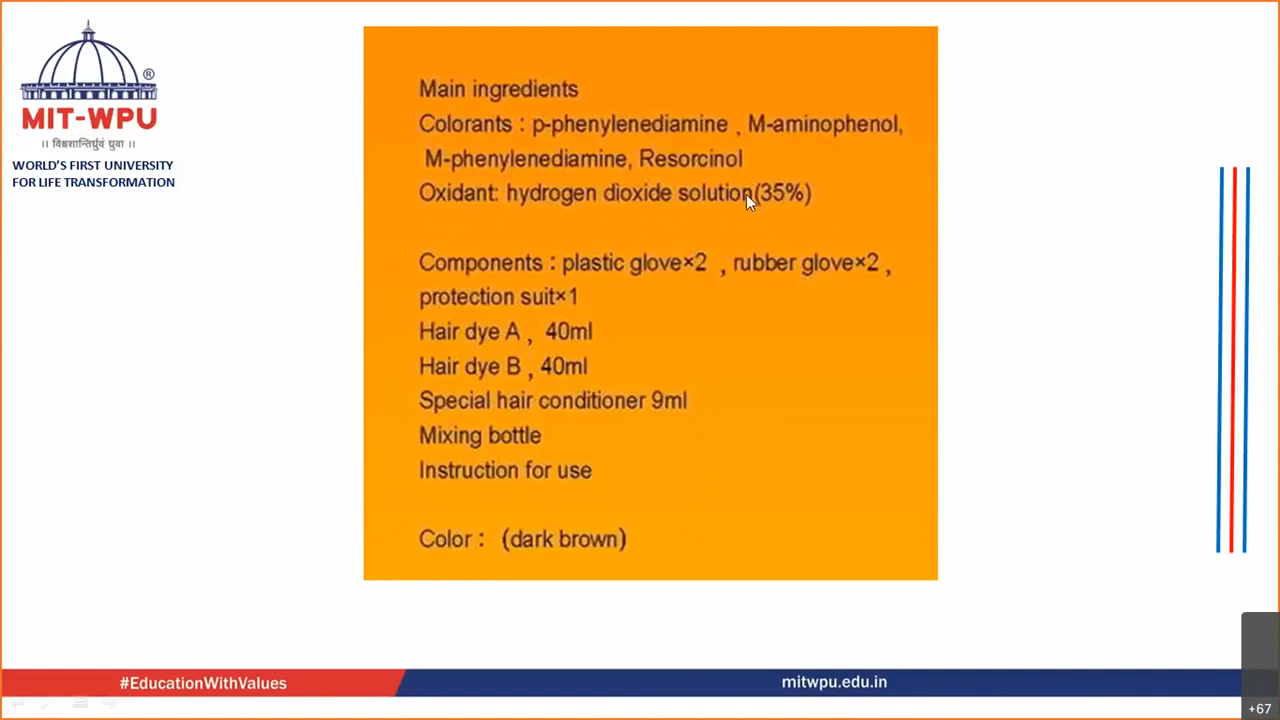 MIT-WPU
®
।। विश्वशान्तिर्ध्रुवं ध्रुवा ।।
WORLD'S FIRST UNIVERSITY
FOR LIFE TRANSFORMATION
Main ingredients
Colorants : p-phenylenediamine , M-aminophenol,
M-phenylenediamine, Resorcinol
Oxidant: hydrogen dioxide solution(35%)
Components : plastic glove×2 , rubber glove×2 ,
protection suit×1
Hair dye A , 40ml
Hair dye B , 40ml
Special hair conditioner 9ml
Mixing bottle
Instruction for use
Color : (dark brown)
#EducationWithValues
mitwpu.edu.in
+67